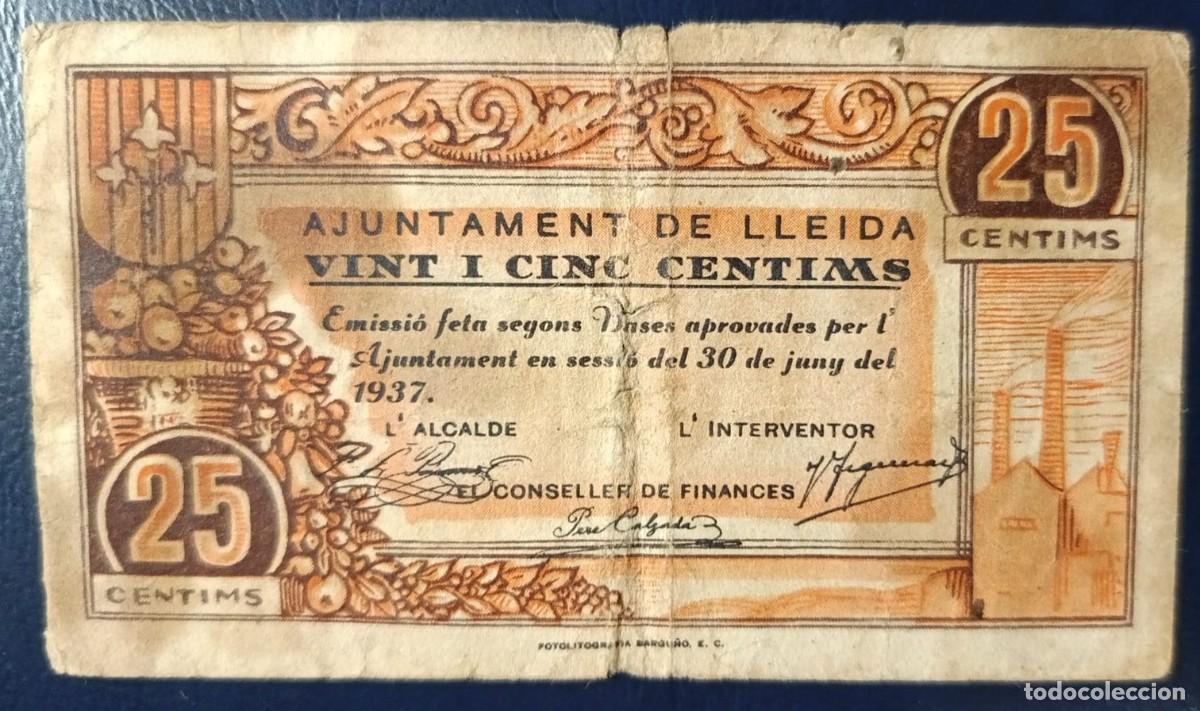 25
CENTIMS
AJUNTAMENT DE LLEIDA
VINT I CINC CENTIMS
Emissió feta segons Bases aprovades per l'
Ajuntament en sessió del 30 de juny del
1937.
L'ALCALDE
L'INTERVENTOR
EL CONSELLER DE FINANCES
Pere Calzada
25
CENTIMS
FOTOLITOGRAFIA BARGUÑO, E. C.
todocoleccion